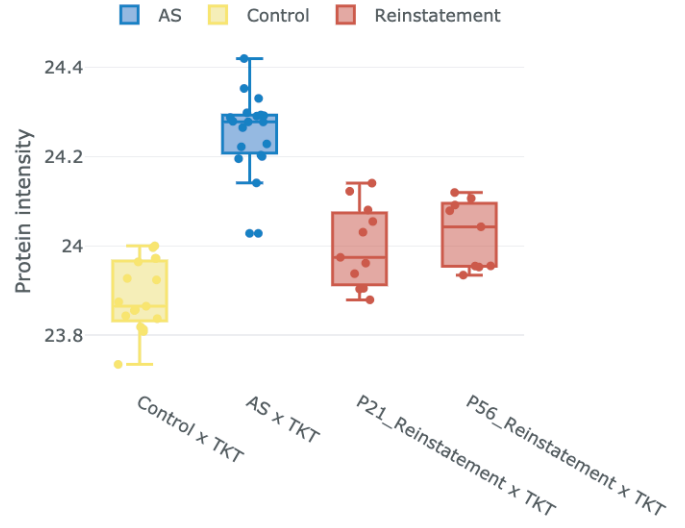 AS Control Reinstatement
24.4
24.2
24
23.8
Protein intensity
Control x TKT
AS x TKT
P21_Reinstatement x TKT
P56_Reinstatement x TKT